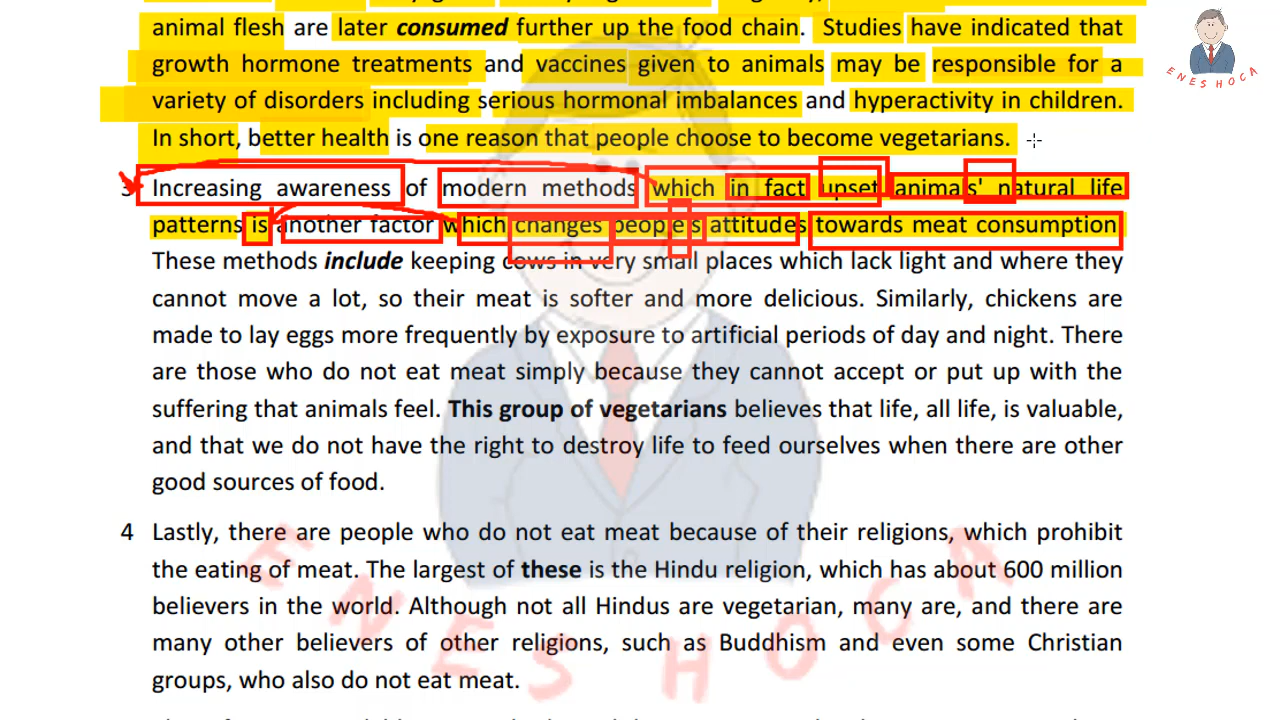 animal flesh are later consumed further up the food chain. Studies have indicated that
growth hormone treatments and vaccines given to animals may be responsible for a
variety of disorders including serious hormonal imbalances and hyperactivity in children.
In short, better health is one reason that people choose to become vegetarians.
3 Increasing awareness of modern methods which in fact upset animals' natural life
patterns is another factor which changes people's attitudes towards meat consumption
These methods include keeping cows in very small places which lack light and where they
cannot move a lot, so their meat is softer and more delicious. Similarly, chickens are
made to lay eggs more frequently by exposure to artificial periods of day and night. There
are those who do not eat meat simply because they cannot accept or put up with the
suffering that animals feel. This group of vegetarians believes that life, all life, is valuable,
and that we do not have the right to destroy life to feed ourselves when there are other
good sources of food.
4 Lastly, there are people who do not eat meat because of their religions, which prohibit
the eating of meat. The largest of these is the Hindu religion, which has about 600 million
believers in the world. Although not all Hindus are vegetarian, many are, and there are
many other believers of other religions, such as Buddhism and even some Christian
groups, who also do not eat meat.
ENES HOCA
ENES HOCA